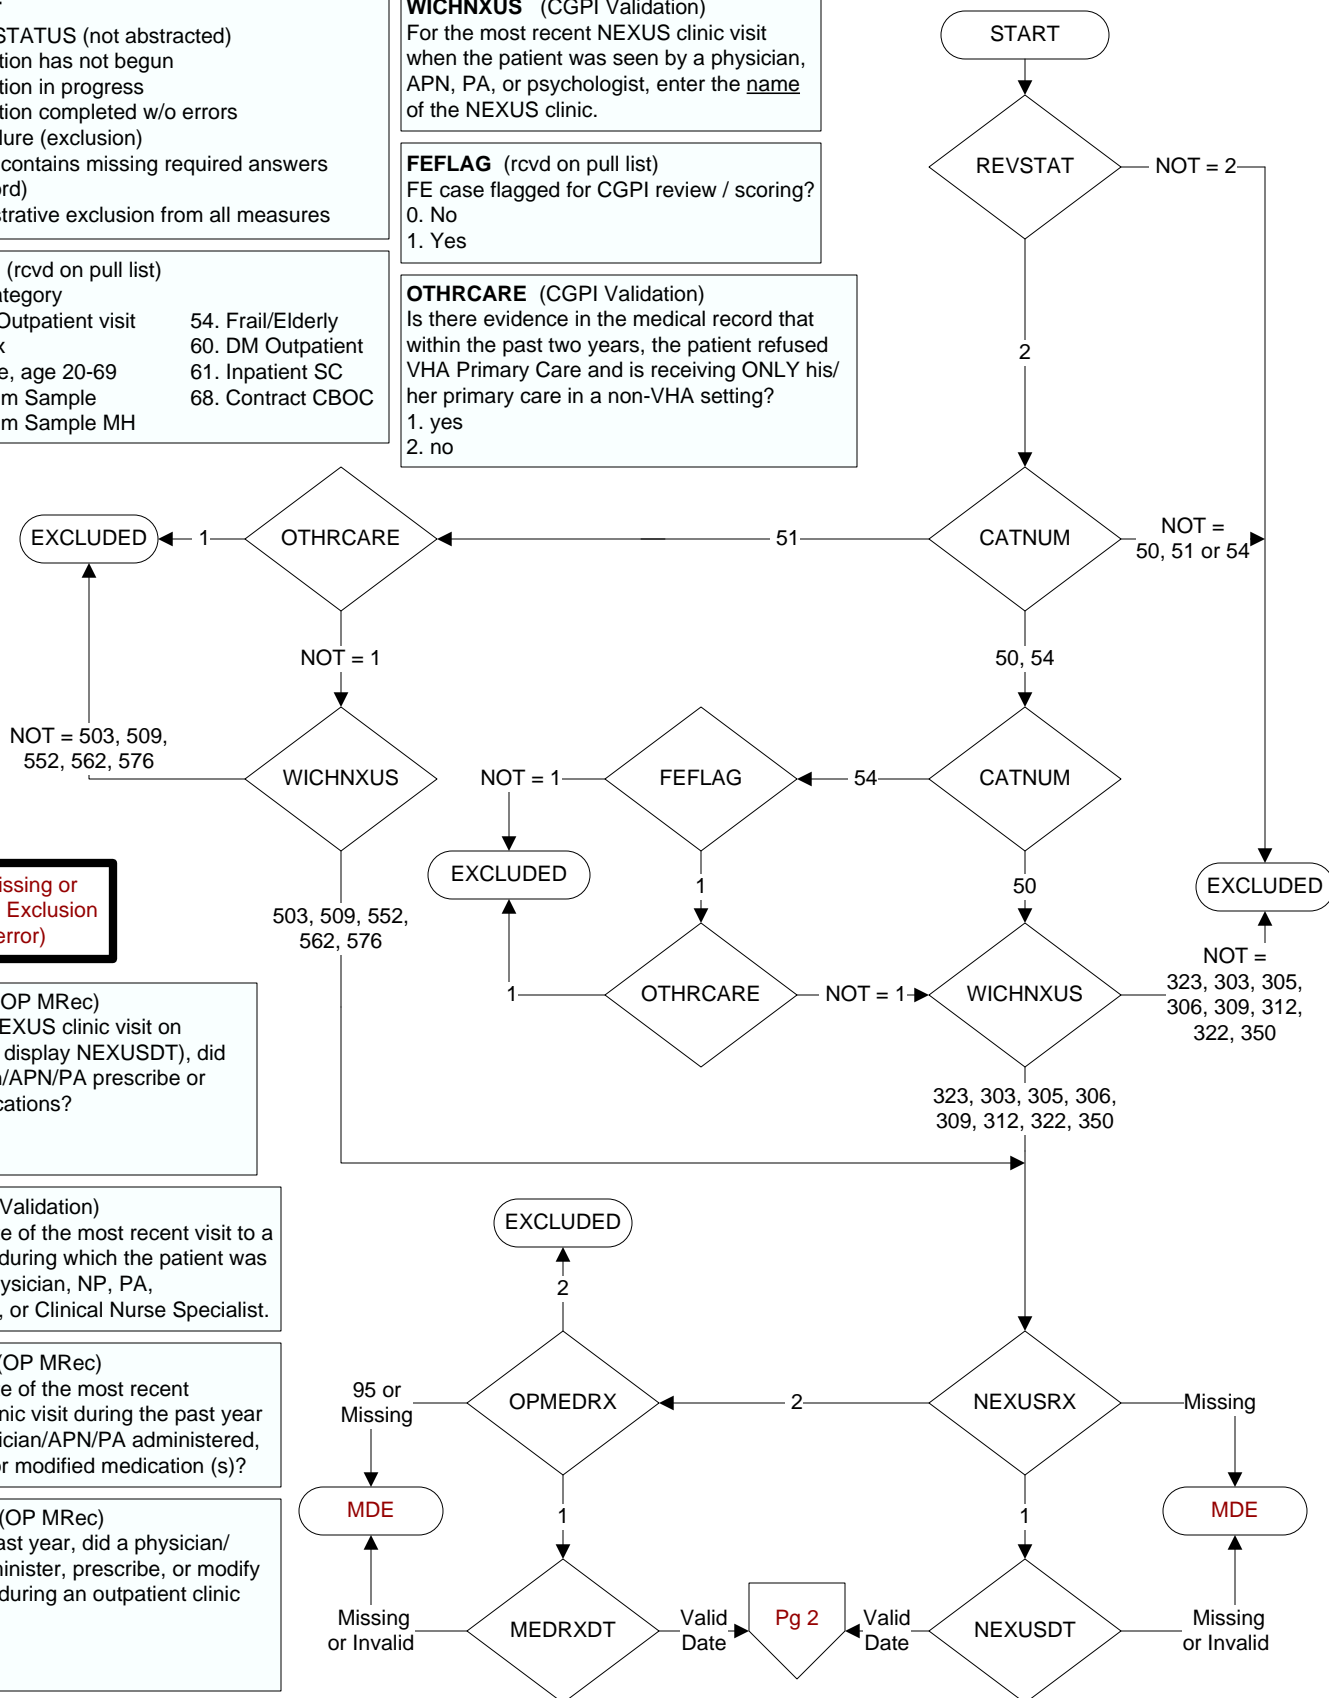 STATUS (not abstracted)
tion has not begun
tion in progress
tion completed w/o errors
lure (exclusion)
contains missing required answers
ord)
strative exclusion from all measures
(rcvd on pull list)
ategory
Outpatient visit 54. Frail/Elderly
x 60. DM Outpatient
e, age 20-69 61. Inpatient SC
m Sample 68. Contract CBOC
m Sample MH
WICHNXUS (CGPI Validation)
For the most recent NEXUS clinic visit
when the patient was seen by a physician,
APN, PA, or psychologist, enter the name
of the NEXUS clinic.
FEFLAG (rcvd on pull list)
FE case flagged for CGPI review / scoring?
0. No
1. Yes
OTHRCARE (CGPI Validation)
Is there evidence in the medical record that
within the past two years, the patient refused
VHA Primary Care and is receiving ONLY his/
her primary care in a non-VHA setting?
1. yes
2. no
START
REVSTAT
NOT = 2
2
EXCLUDED
1
OTHRCARE
51
CATNUM
NOT =
50, 51 or 54
NOT = 1
50, 54
NOT = 503, 509,
552, 562, 576
WICHNXUS
NOT = 1
FEFLAG
54
CATNUM
EXCLUDED
1
50
EXCLUDED
issing or
Exclusion
error)
503, 509, 552,
562, 576
1
OTHRCARE
NOT = 1
WICHNXUS
NOT =
323, 303, 305,
306, 309, 312,
322, 350
OP MRec)
EXUS clinic visit on
display NEXUSDT), did
n/APN/PA prescribe or
cations?
323, 303, 305, 306,
309, 312, 322, 350
Validation)
e of the most recent visit to a
during which the patient was
ysician, NP, PA,
, or Clinical Nurse Specialist.
EXCLUDED
2
(OP MRec)
e of the most recent
nic visit during the past year
ician/APN/PA administered,
or modified medication (s)?
95 or
Missing
OPMEDRX
2
NEXUSRX
Missing
MDE
1
1
MDE
(OP MRec)
ast year, did a physician/
minister, prescribe, or modify
during an outpatient clinic
Missing
or Invalid
MEDRXDT
Valid
Date
Pg 2
Valid
Date
NEXUSDT
Missing
or Invalid